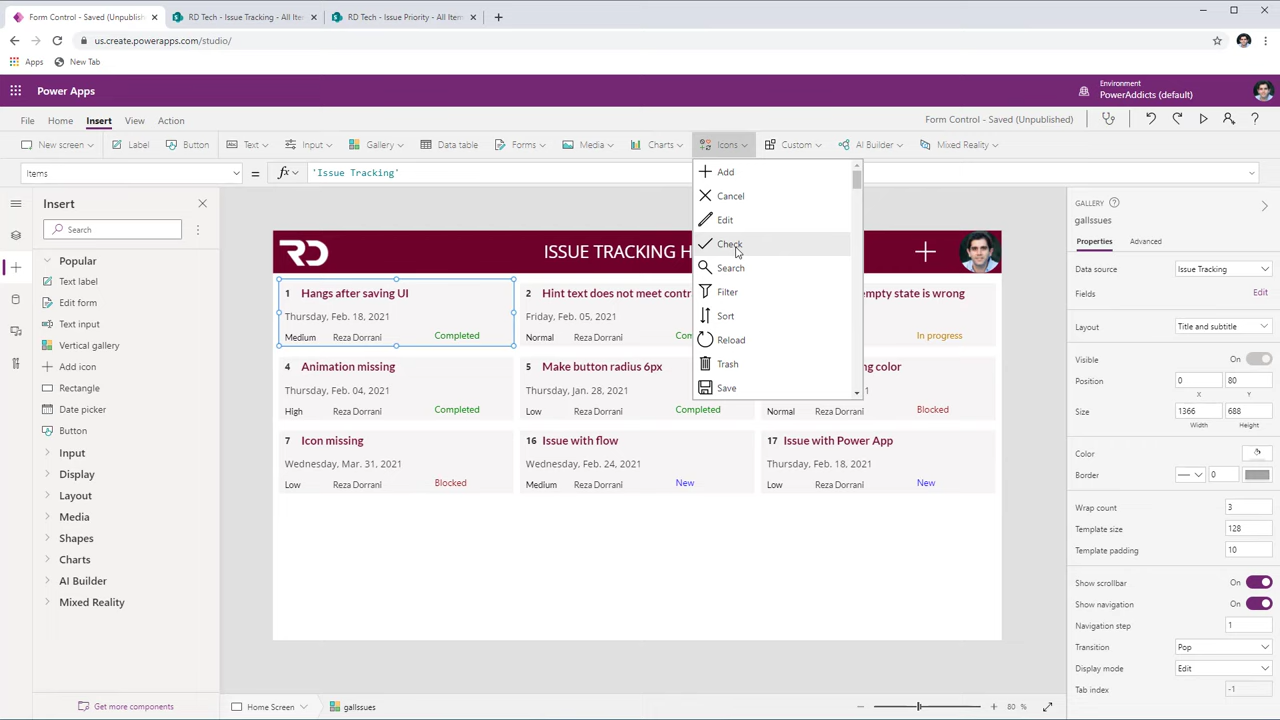 Form Control - Saved (Unpublish
RD Tech - Issue Tracking - All Item
RD Tech - Issue Priority - All Item
us.create.powerapps.com/studio/
Apps
New Tab
Power Apps
Environment
PowerAddicts (default)
File
Home
Insert
View
Action
Form Control - Saved (Unpublished)
New screen
Label
Button
Text
Input
Gallery
Data table
Forms
Media
Charts
Icons
Custom
AI Builder
Mixed Reality
Items
=
fx
'Issue Tracking'
Insert
Search
Popular
Text label
Edit form
Text input
Vertical gallery
Add icon
Rectangle
Date picker
Button
Input
Display
Layout
Media
Shapes
Charts
AI Builder
Mixed Reality
Get more components
Add
Cancel
Edit
Check
Search
Filter
Sort
Reload
Trash
Save
RD
ISSUE TRACKING H
1 Hangs after saving UI
Thursday, Feb. 18, 2021
Medium Reza Dorrani Completed
2 Hint text does not meet contr
Friday, Feb. 05, 2021
Normal Reza Dorrani Com
empty state is wrong
In progress
4 Animation missing
Thursday, Feb. 04, 2021
High Reza Dorrani Completed
5 Make button radius 6px
Thursday, Jan. 28, 2021
Low Reza Dorrani Completed
ng color
Normal Reza Dorrani Blocked
7 Icon missing
Wednesday, Mar. 31, 2021
Low Reza Dorrani Blocked
16 Issue with flow
Wednesday, Feb. 24, 2021
Medium Reza Dorrani New
17 Issue with Power App
Thursday, Feb. 18, 2021
Low Reza Dorrani New
GALLERY
galIssues
Properties
Advanced
Data source Issue Tracking
Fields Edit
Layout Title and subtitle
Visible On
Position 0 80
X Y
Size 1366 688
Width Height
Color
Border 0
Wrap count 3
Template size 128
Template padding 10
Show scrollbar On
Show navigation On
Navigation step 1
Transition Pop
Display mode Edit
Tab index -1
Home Screen
galIssues
80 %